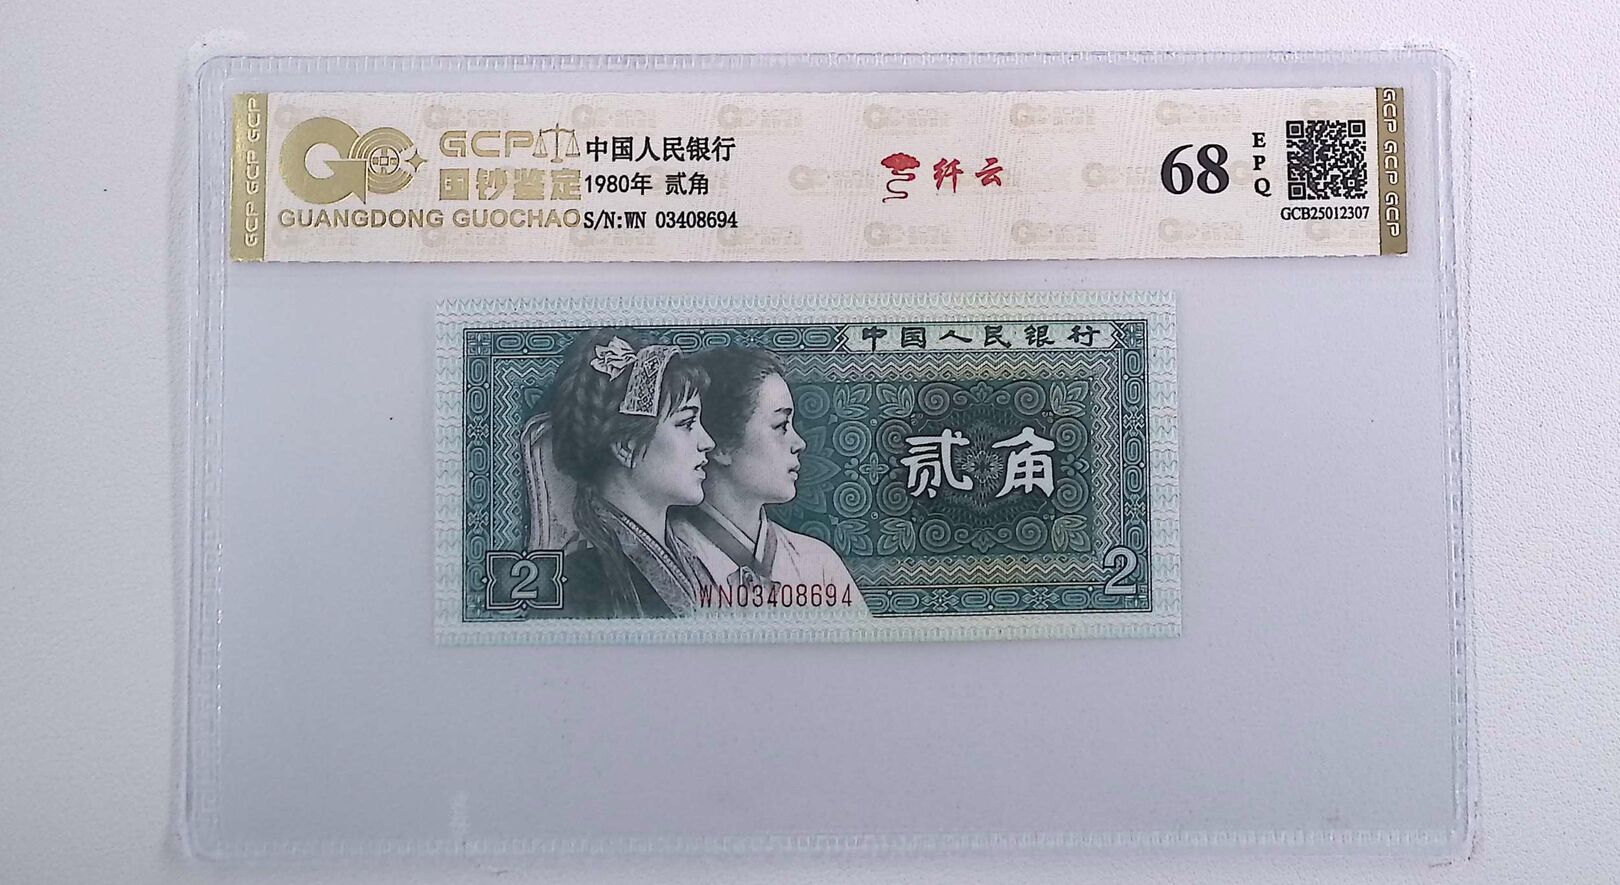 GCP GCP GCP
GCP
国钞鉴定
GUANGDONG GUOCHAO
中国人民银行
1980年 贰角
S/N:WN 03408694
纤云
68
EPQ
GCB25012307
GCP GCP GCP
中国人民银行
贰角
2
WN03408694
2